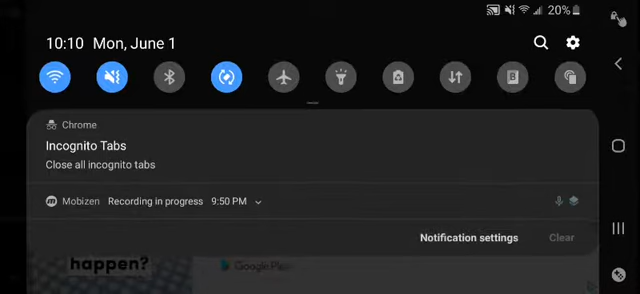 20%
10:10 Mon, June 1
Chrome
Incognito Tabs
Close all incognito tabs
Mobizen Recording in progress 9:50 PM
Notification settings Clear
happen?
Google Play